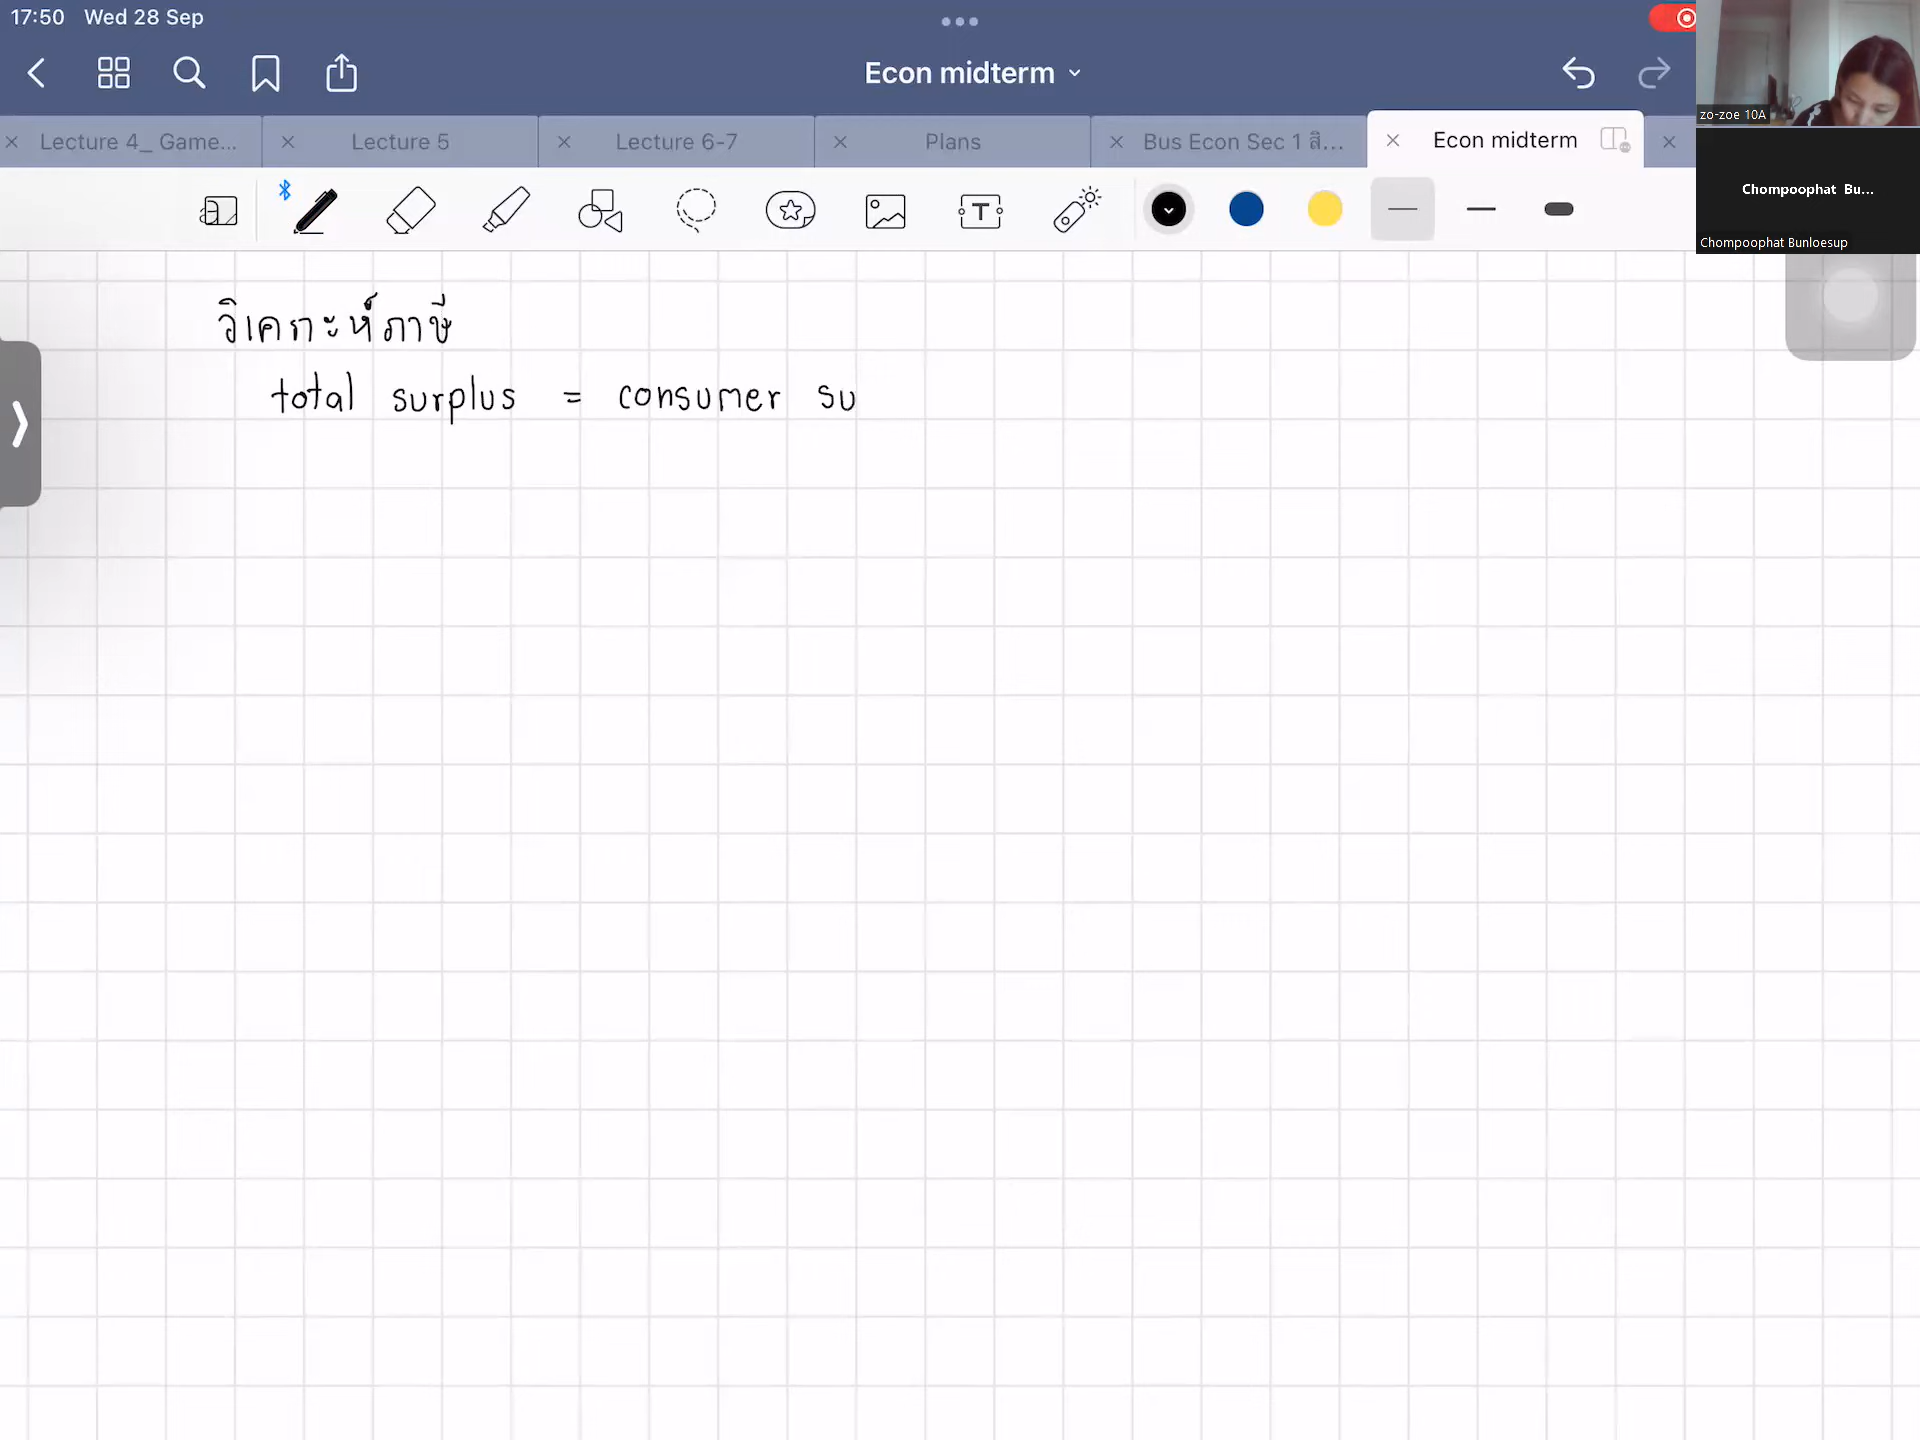 17:50 Wed 28 Sep
Econ midterm
zo-zoe 10A
Lecture 4_ Game...
Lecture 5
Lecture 6-7
Plans
Bus Econ Sec 1 สิ...
Econ midterm
Chompoophat Bu...
Chompoophat Bunloesup
วิเคราะห์ภาษี
total surplus = consumer su